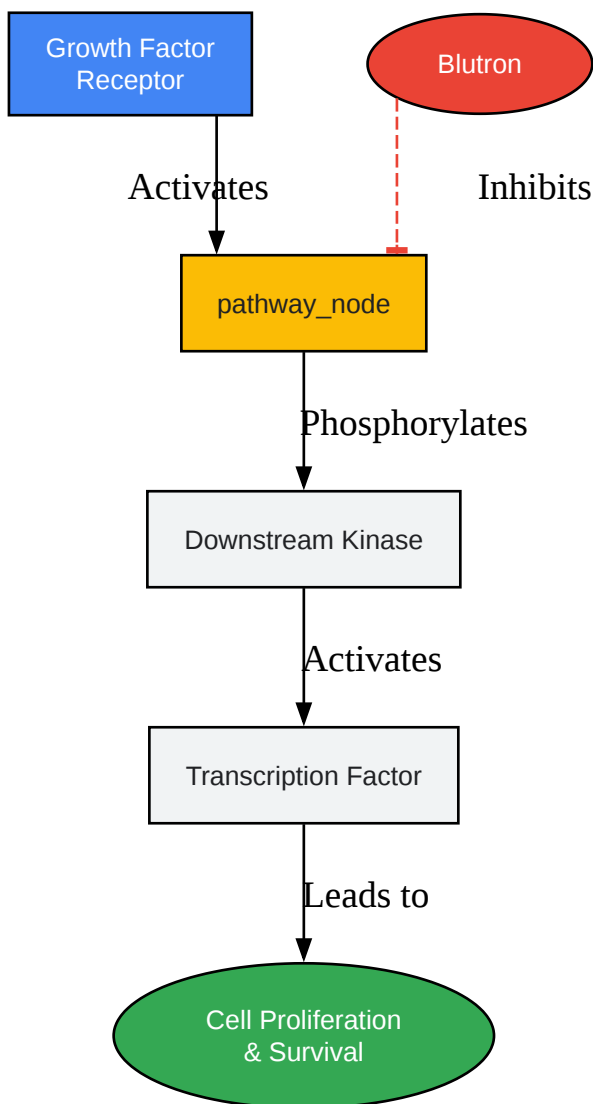 Growth Factor
Receptor
Blutron
Activates
Inhibits
pathway_node
Phosphorylates
Downstream Kinase
Activates
Transcription Factor
Leads to
Cell Proliferation
& Survival